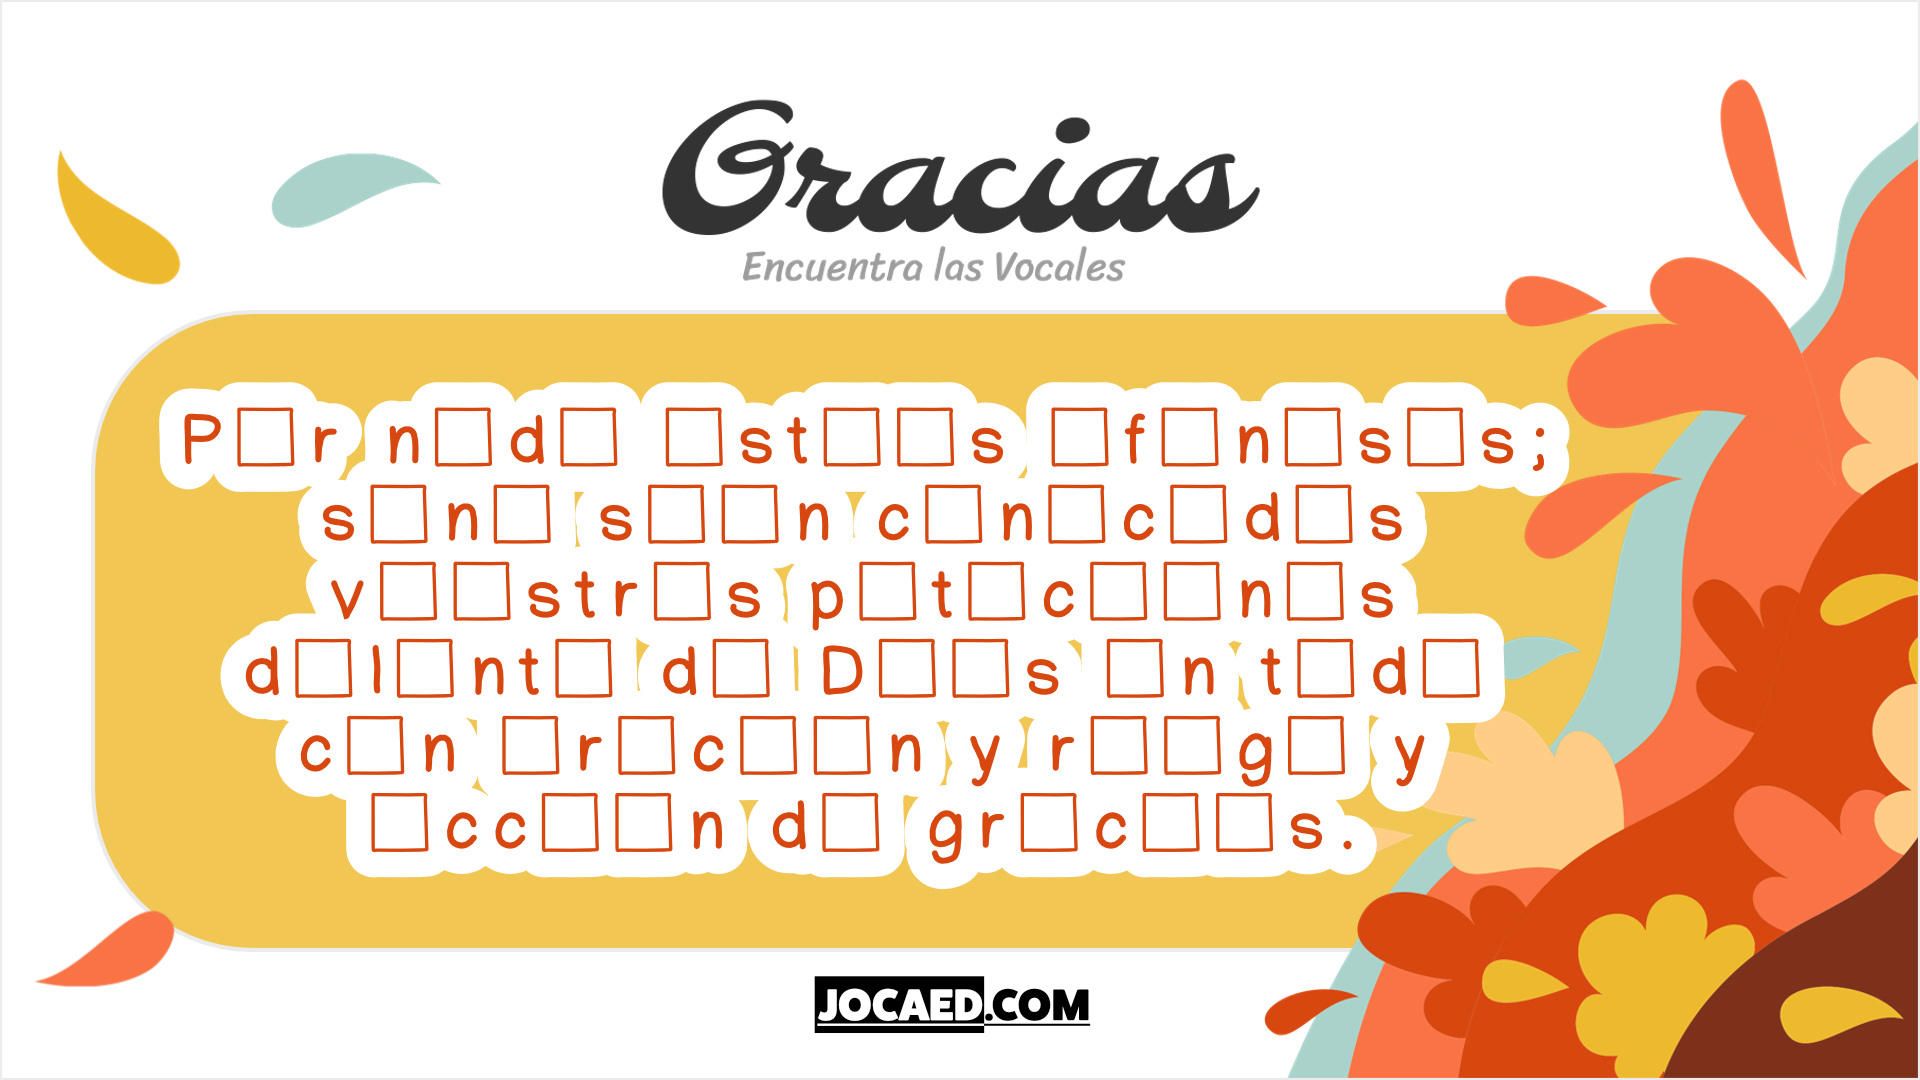 Gracias
Encuentra las Vocales
P□r n□d□ □st□□s □f□n□s□s;
s□n□ s□□n c□n□c□d□s
v□□str□s p□t□c□□n□s
d□l□nt□ d□ D□□s □n t□d□
c□n □r□c□□n y r□□g□ y
□cc□□n d□ gr□c□□s.
JOCAED.COM